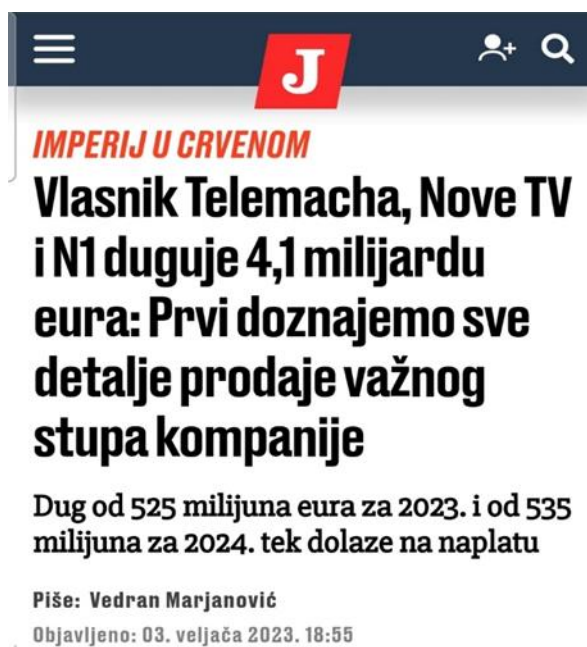 J
IMPERIJ U CRVENOM
Vlasnik Telemacha, Nove TV
i N1 duguje 4,1 milijardu
eura: Prvi doznajemo sve
detalje prodaje važnog
stupa kompanije
Dug od 525 milijuna eura za 2023. i od 535
milijuna za 2024. tek dolaze na naplatu
Piše: Vedran Marjanović
Objavljeno: 03. veljača 2023. 18:55